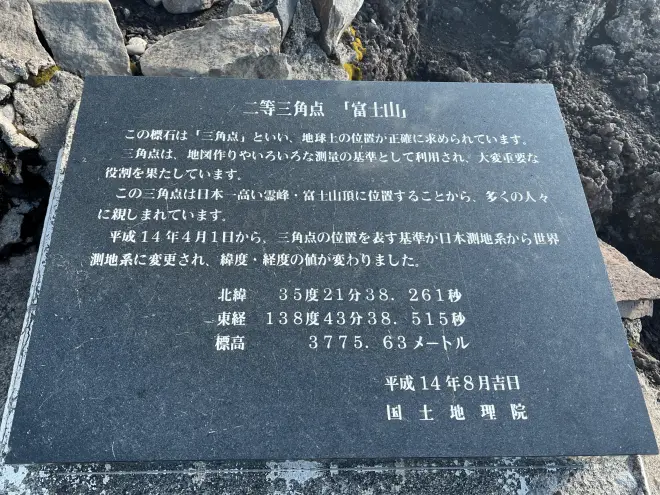 二等三角点 「富士山」
この標石は「三角点」といい、地球上の位置が正確に求められています。
三角点は、地図作りやいろいろな測量の基準として利用され、大変重要な
役割を果たしています。
この三角点は日本一高い霊峰・富士山頂に位置することから、多くの人々
に親しまれています。
平成14年4月1日から、三角点の位置を表す基準が日本測地系から世界
測地系に変更され、緯度・経度の値が変わりました。
北緯 35度21分38.261秒
東経 138度43分38.515秒
標高 3775.63メートル
平成14年8月吉日
国土地理院